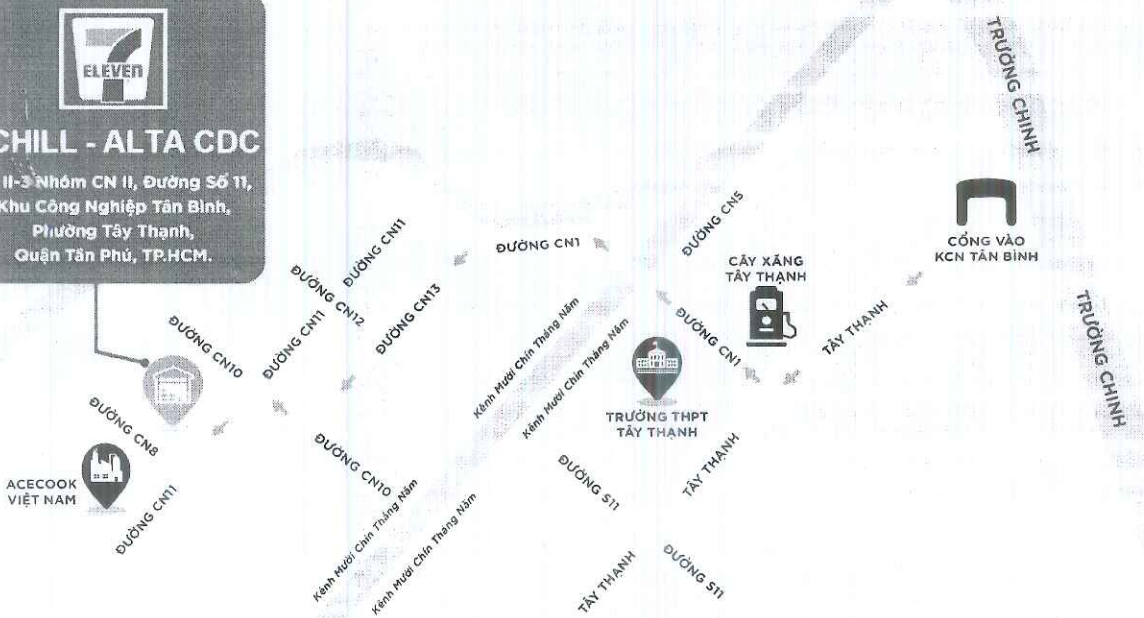 7
ELEVEN
CHILL - ALTA CDC
II-3 Nhóm CN II, Đường Số 11,
Khu Công Nghiệp Tân Bình,
Phường Tây Thạnh,
Quận Tân Phú, TP.HCM.
TRƯỜNG CHINH
CỔNG VÀO
KCN TÂN BÌNH
TRƯỜNG CHINH
ĐƯỜNG CN5
CÂY XĂNG
TÂY THẠNH
TÂY THẠNH
ĐƯỜNG CN1
ĐƯỜNG CN1
ĐƯỜNG CN11
ĐƯỜNG CN12
ĐƯỜNG CN13
ĐƯỜNG CN11
ĐƯỜNG CN10
Kênh Mười Chín Tháng Năm
Kênh Mười Chín Tháng Năm
TRƯỜNG THPT
TÂY THẠNH
ĐƯỜNG CN8
ACECOOK
VIỆT NAM
ĐƯỜNG CN11
ĐƯỜNG CN10
Kênh Mười Chín Tháng Năm
Kênh Mười Chín Tháng Năm
ĐƯỜNG S11
TÂY THẠNH
TÂY THẠNH
ĐƯỜNG S11